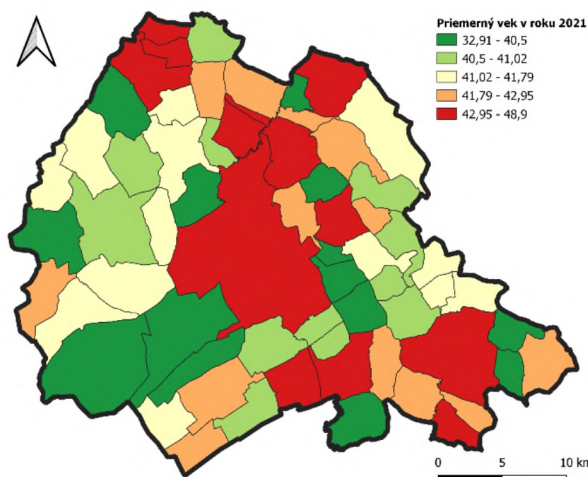 Priemerný vek v roku 2021
32,91 - 40,5
40,5 - 41,02
41,02 - 41,79
41,79 - 42,95
42,95 - 48,9
0 5 10 km